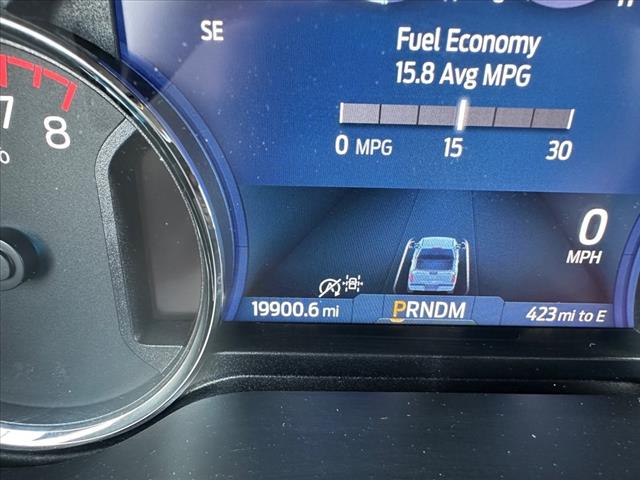 SE
Fuel Economy
15.8 Avg MPG
0 MPG 15 30
7
8
0
MPH
19900.6 mi
PRNDM
423 mi to E